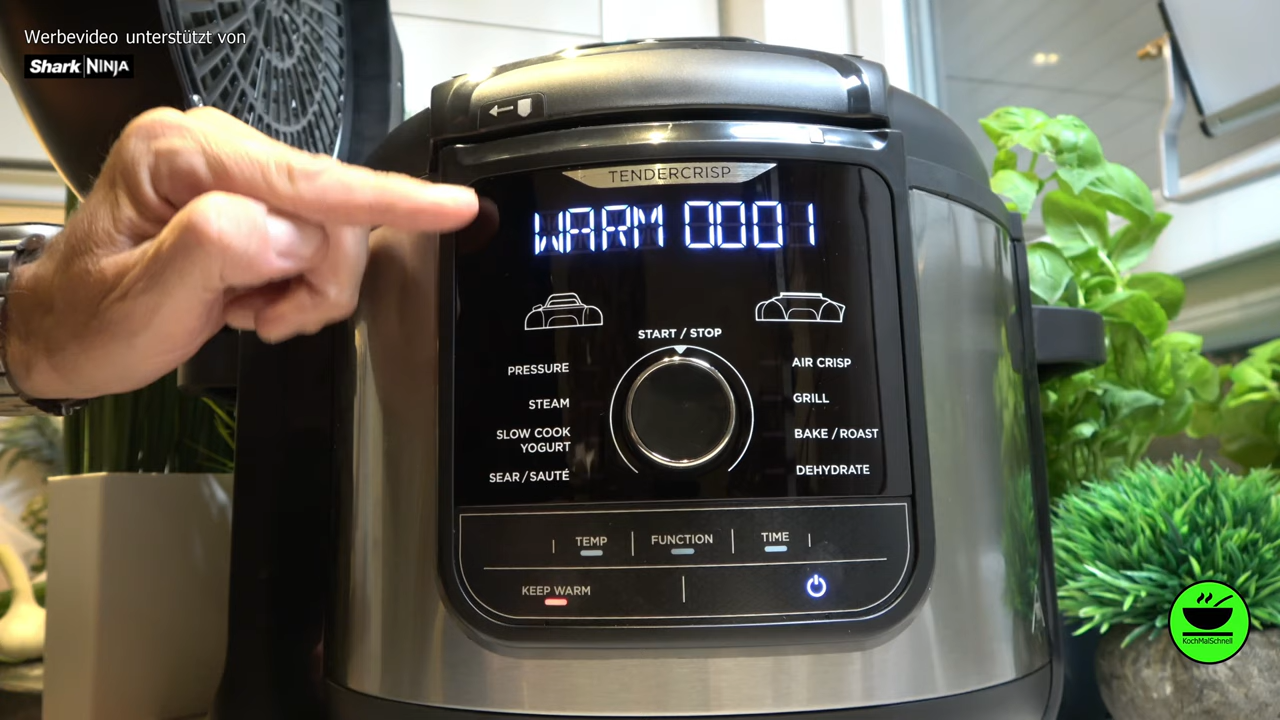 Werbevideo unterstützt von
Shark NINJA
TENDERCRISP
WARM 0001
START / STOP
PRESSURE
AIR CRISP
STEAM
GRILL
SLOW COOK
YOGURT
BAKE / ROAST
SEAR / SAUTÉ
DEHYDRATE
TEMP
FUNCTION
TIME
KEEP WARM
KochMalSchnell